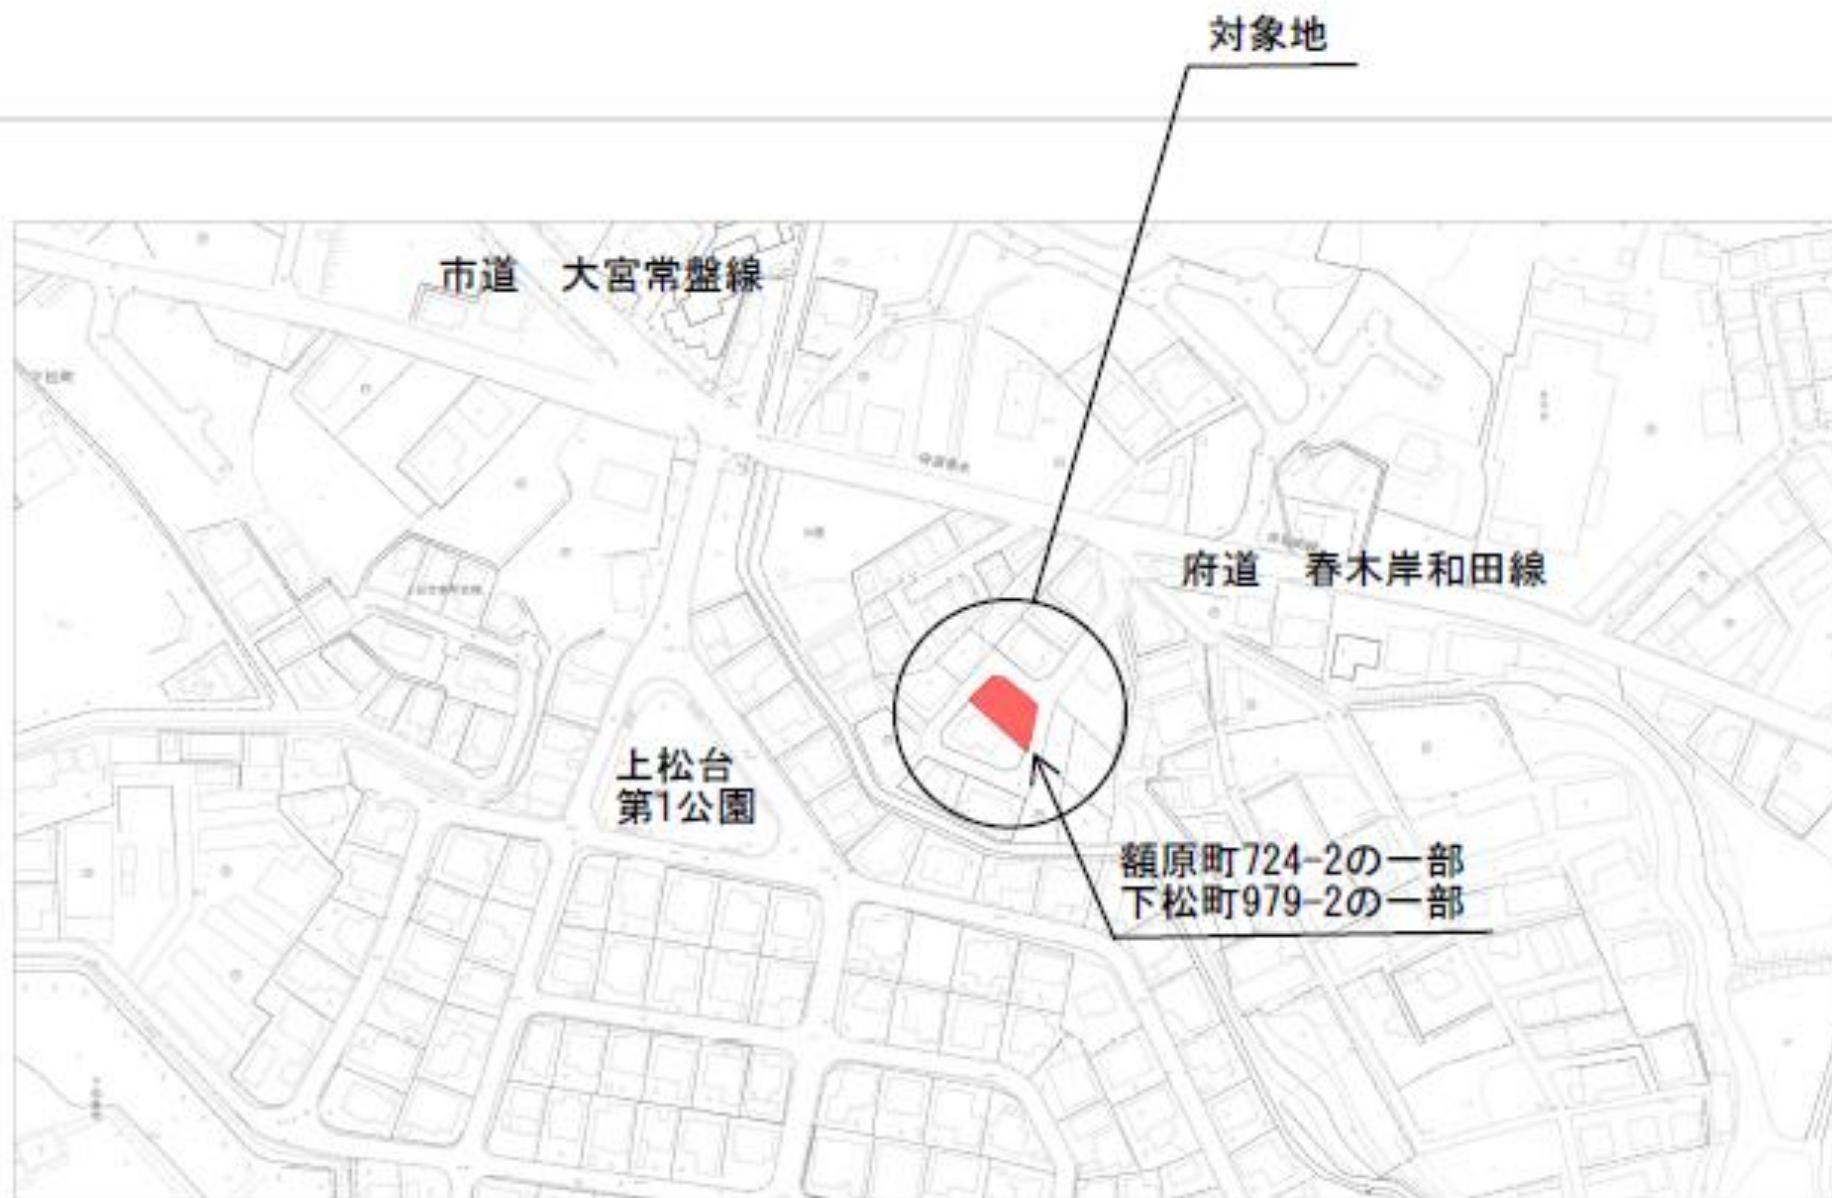 対象地
市道　大宮常盤線
府道　春木岸和田線
上松台
第1公園
額原町724-2の一部
下松町979-2の一部